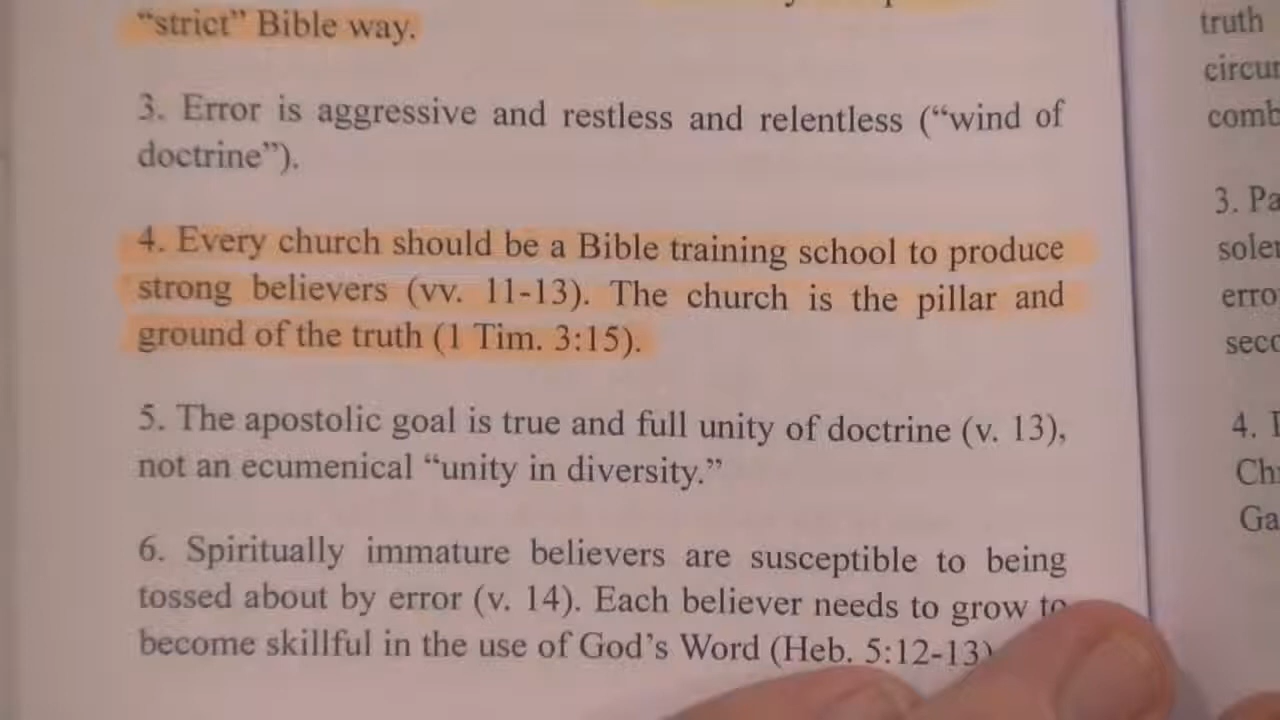 "strict" Bible way.
3. Error is aggressive and restless and relentless ("wind of
doctrine").
4. Every church should be a Bible training school to produce
strong believers (vv. 11-13). The church is the pillar and
ground of the truth (1 Tim. 3:15).
5. The apostolic goal is true and full unity of doctrine (v. 13),
not an ecumenical "unity in diversity."
6. Spiritually immature believers are susceptible to being
tossed about by error (v. 14). Each believer needs to grow to
become skillful in the use of God's Word (Heb. 5:12-13)
truth
3.
4.